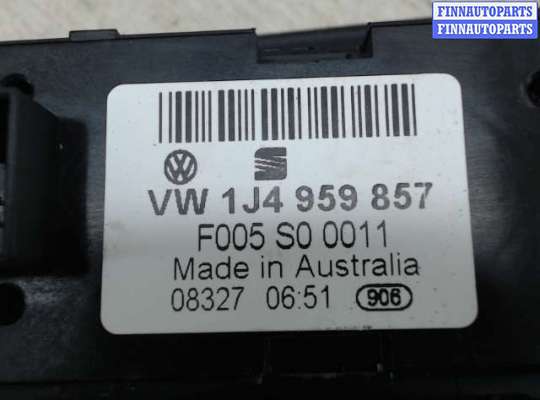 FINNAUTOPARTS
FINNAUTOPARTS
VW 1J4 959 857
F005 S0 0011
Made in Australia
08327 06:51 906